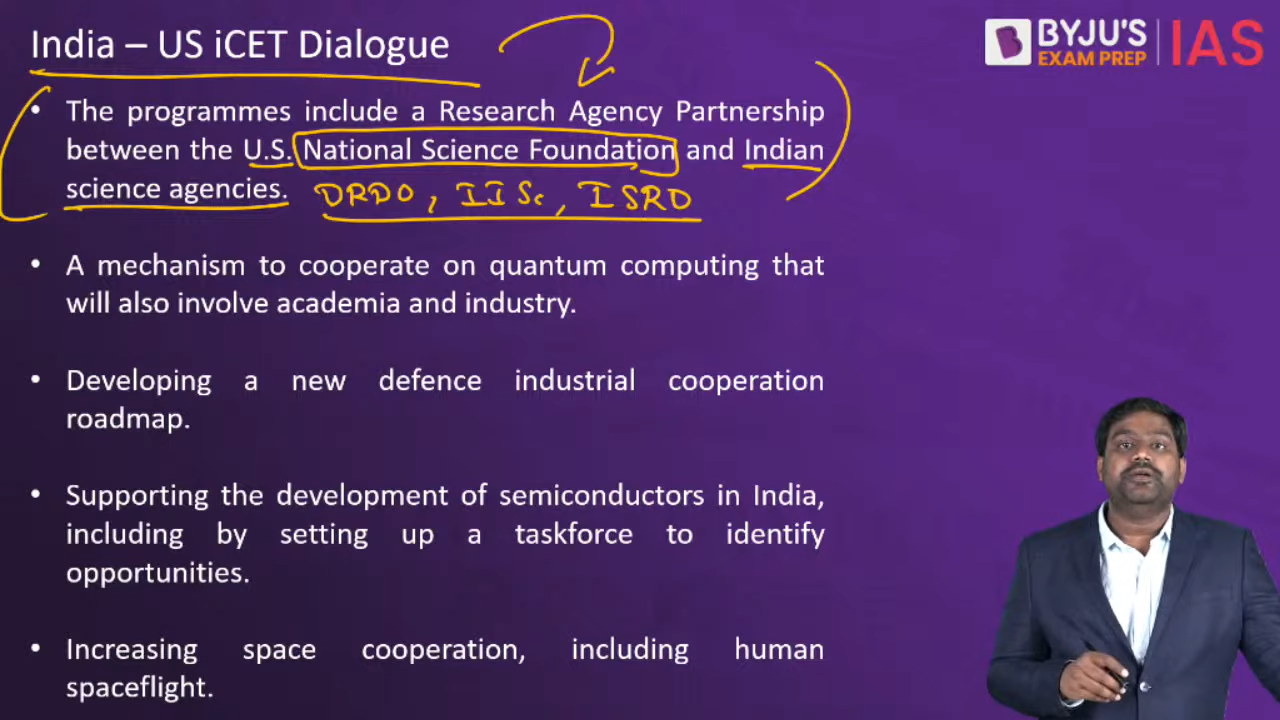 India – US iCET Dialogue
BYJU'S
EXAM PREP
IAS
• The programmes include a Research Agency Partnership
between the U.S. National Science Foundation and Indian
science agencies. DRDO, IISc, ISRO
• A mechanism to cooperate on quantum computing that
will also involve academia and industry.
• Developing a new defence industrial cooperation
roadmap.
• Supporting the development of semiconductors in India,
including by setting up a taskforce to identify
opportunities.
• Increasing space cooperation, including human
spaceflight.